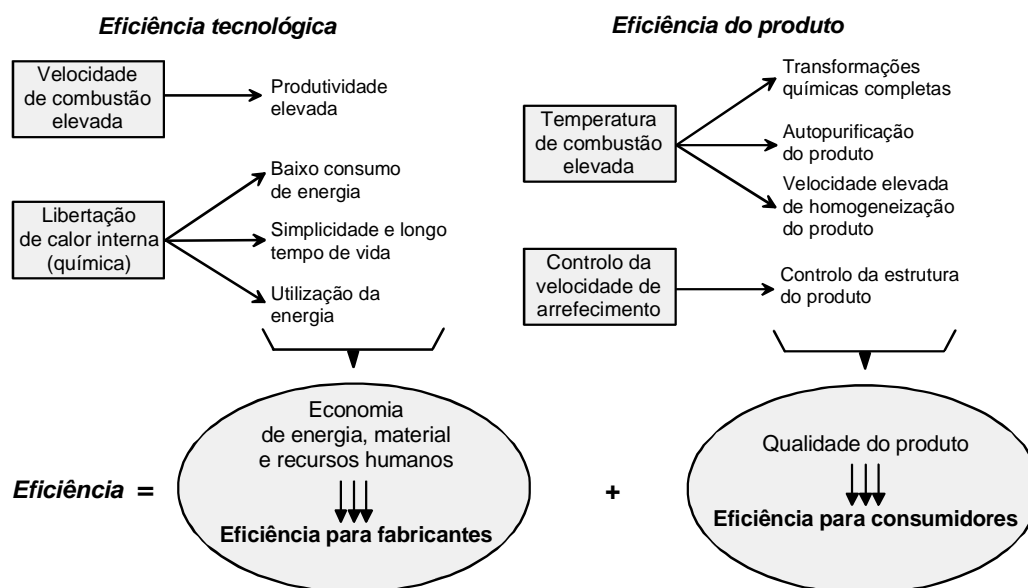 Eficiência tecnológica
Velocidade
de combustão
elevada
Produtividade
elevada
Libertação
de calor interna
(química)
Baixo consumo
de energia
Simplicidade e longo
tempo de vida
Utilização da
energia
Eficiência do produto
Temperatura
de combustão
elevada
Transformações
químicas completas
Autopurificação
do produto
Velocidade elevada
de homogeneização
do produto
Controlo da
velocidade de
arrefecimento
Controlo da estrutura
do produto
Eficiência =
Economia
de energia, material
e recursos humanos
Eficiência para fabricantes
+
Qualidade do produto
Eficiência para consumidores